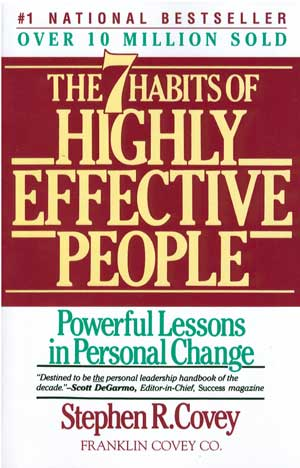 #1 NATIONAL BESTSELLER
OVER 10 MILLION SOLD
THE 7 HABITS OF
HIGHLY
EFFECTIVE
PEOPLE
Powerful Lessons
in Personal Change
"Destined to be the personal leadership handbook of the
decade."–Scott DeGarmo, Editor-in-Chief, Success magazine
Stephen R. Covey
FRANKLIN COVEY CO.